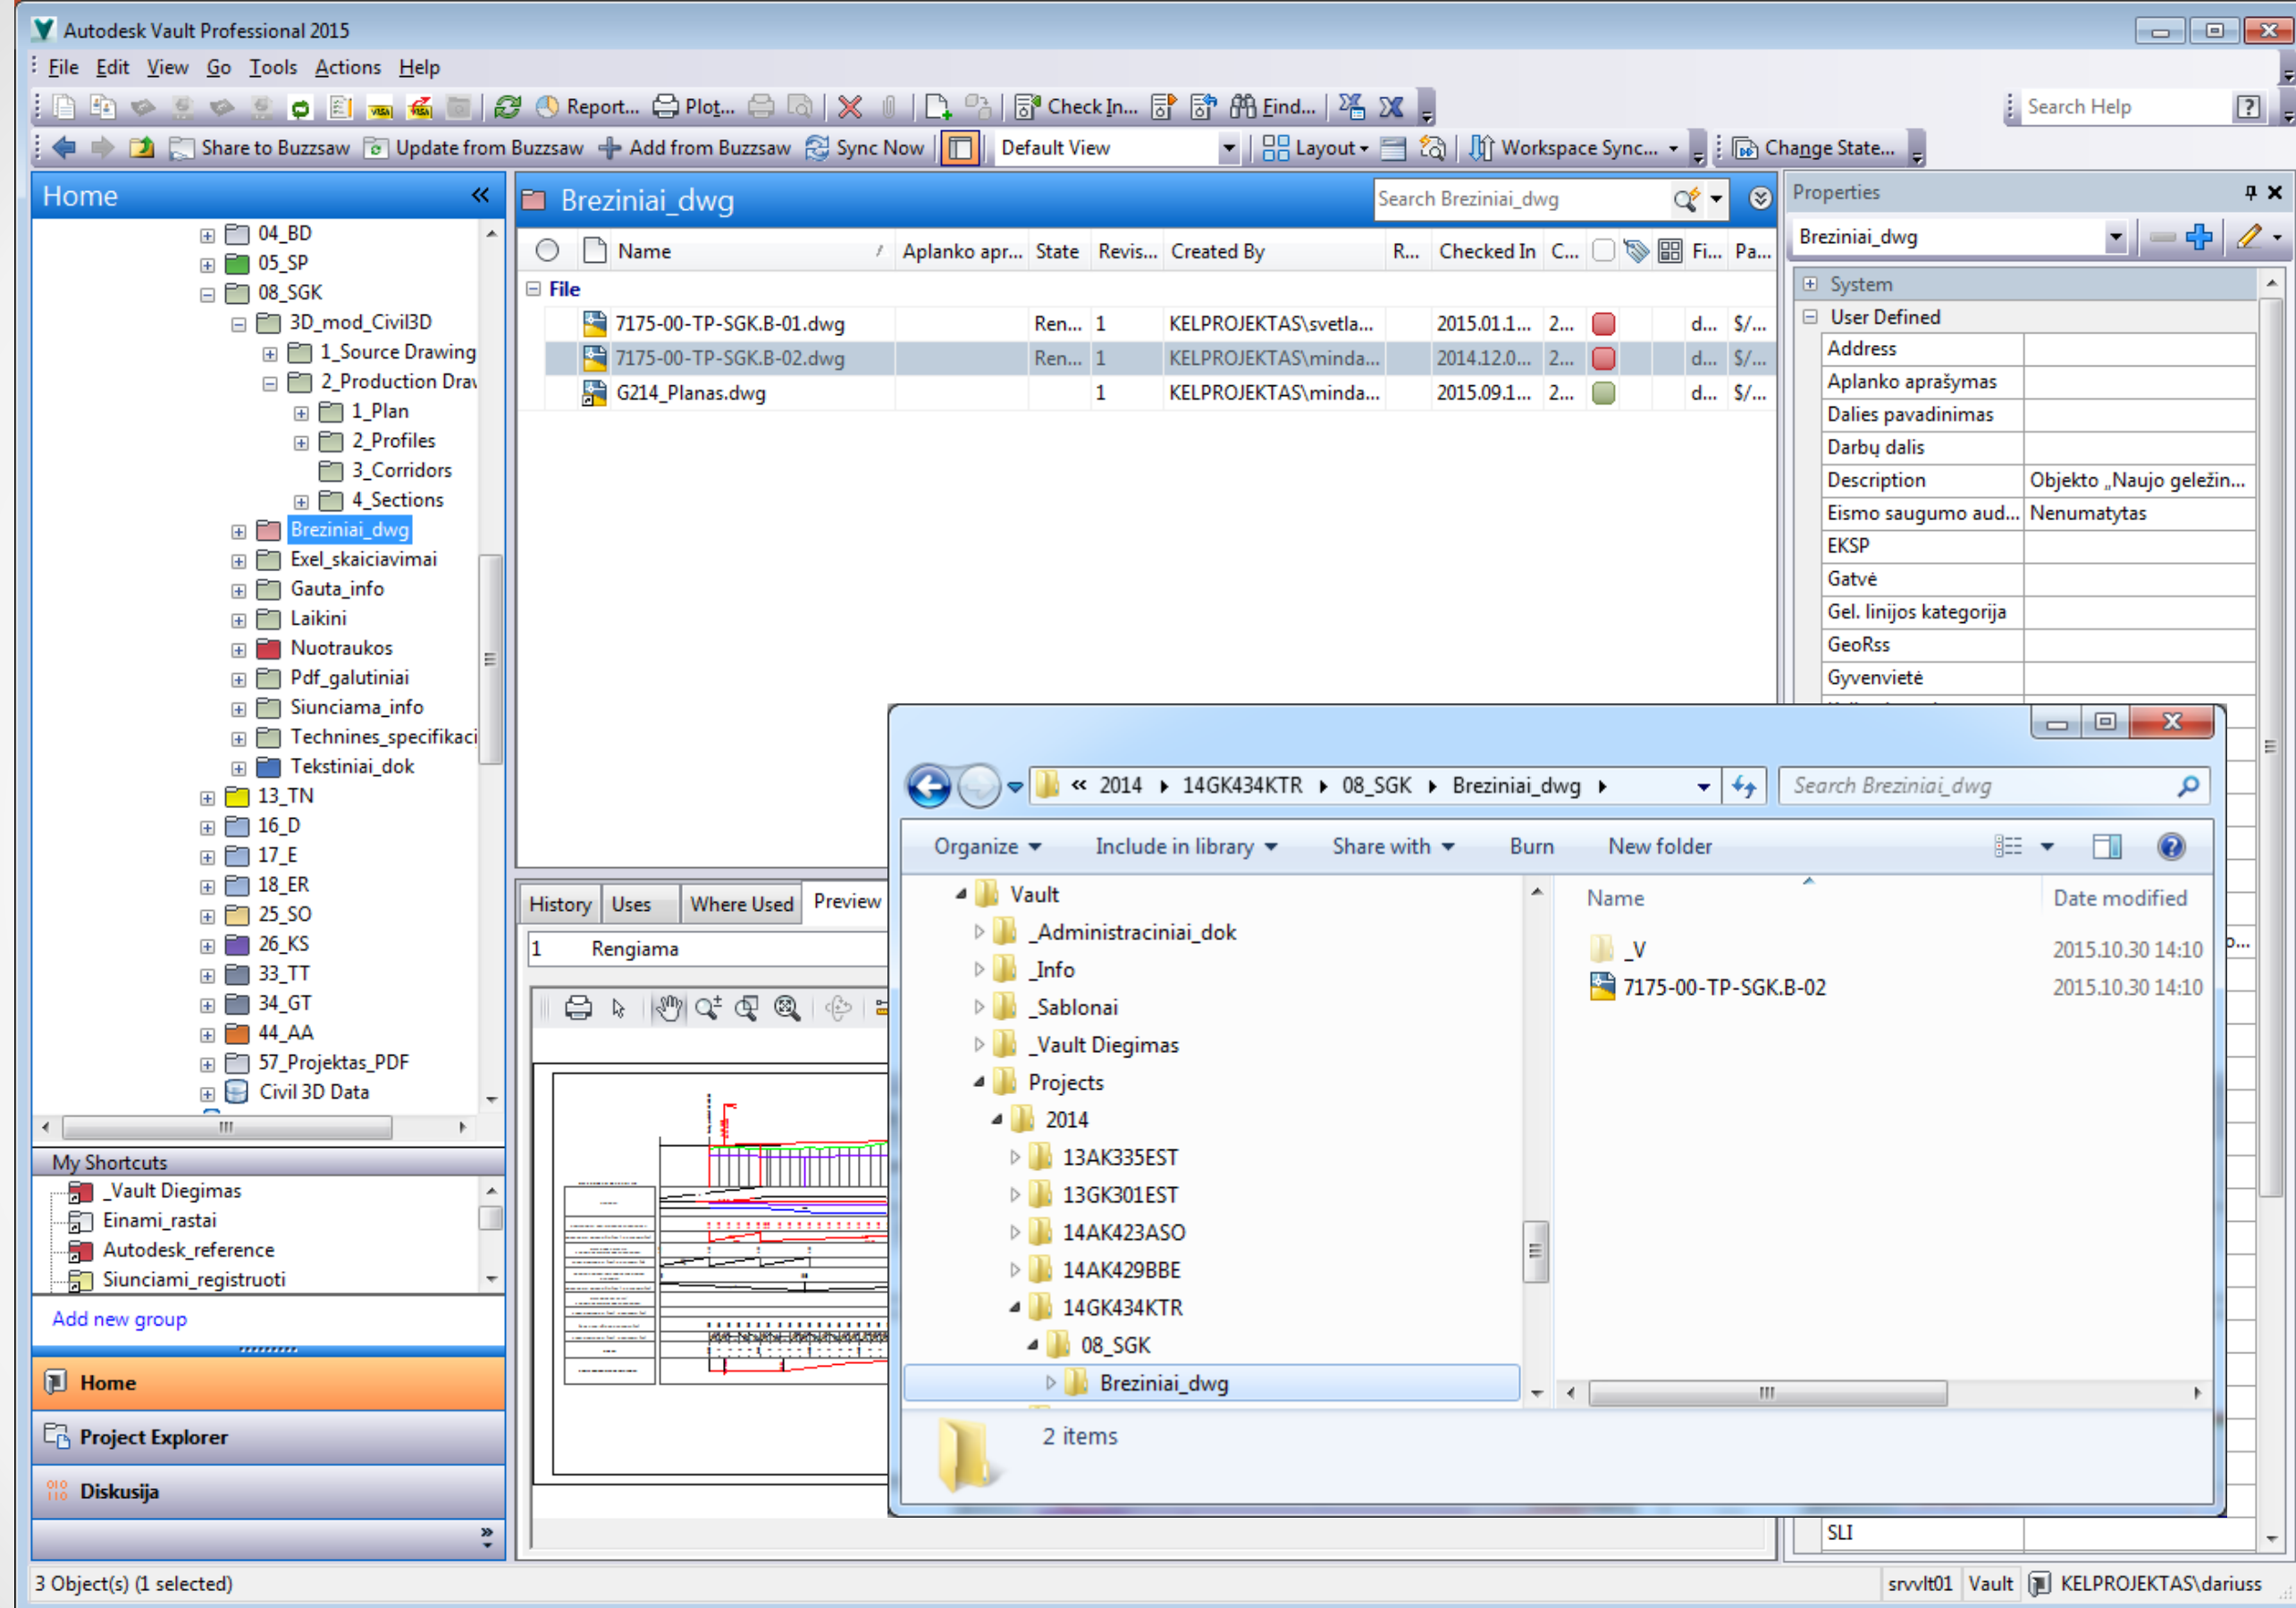 Autodesk Vault Professional 2015
File Edit View Go Tools Actions Help
Report... Plot... Check In... Find... Search Help
Share to Buzzsaw Update from Buzzsaw Add from Buzzsaw Sync Now Default View Layout Workspace Sync... Change State...
Home
04_BD
05_SP
08_SGK
3D_mod_Civil3D
1_Source Drawing
2_Production Drav
1_Plan
2_Profiles
3_Corridors
4_Sections
Breziniai_dwg
Exel_skaiciavimai
Gauta_info
Laikini
Nuotraukos
Pdf_galutiniai
Siunciama_info
Technines_specifikaci
Tekstiniai_dok
13_TN
16_D
17_E
18_ER
25_SO
26_KS
33_TT
34_GT
44_AA
57_Projektas_PDF
Civil 3D Data
My Shortcuts
_Vault Diegimas
Einami_rastai
Autodesk_reference
Siunciami_registruoti
Add new group
Home
Project Explorer
Diskusija
Breziniai_dwg Search Breziniai_dwg
Name Aplanko apr... State Revis... Created By R... Checked In C... Fi... Pa...
File
7175-00-TP-SGK.B-01.dwg Ren... 1 KELPROJEKTAS\svetla... 2015.01.1... 2... d... $/...
7175-00-TP-SGK.B-02.dwg Ren... 1 KELPROJEKTAS\minda... 2014.12.0... 2... d... $/...
G214_Planas.dwg 1 KELPROJEKTAS\minda... 2015.09.1... 2... d... $/...
History Uses Where Used Preview
1 Rengiama
Properties
Breziniai_dwg
System
User Defined
Address
Aplanko aprašymas
Dalies pavadinimas
Darbų dalis
Description Objekto „Naujo geležin...
Eismo saugumo aud... Nenumatytas
EKSP
Gatvė
Gel. linijos kategorija
GeoRss
Gyvenvietė
SLI
« 2014 14GK434KTR 08_SGK Breziniai_dwg Search Breziniai_dwg
Organize Include in library Share with Burn New folder
Vault
_Administraciniai_dok
_Info
_Sablonai
_Vault Diegimas
Projects
2014
13AK335EST
13GK301EST
14AK423ASO
14AK429BBE
14GK434KTR
08_SGK
Breziniai_dwg
Name Date modified
_V 2015.10.30 14:10
7175-00-TP-SGK.B-02 2015.10.30 14:10
2 items
3 Object(s) (1 selected) srvvlt01 Vault KELPROJEKTAS\dariuss